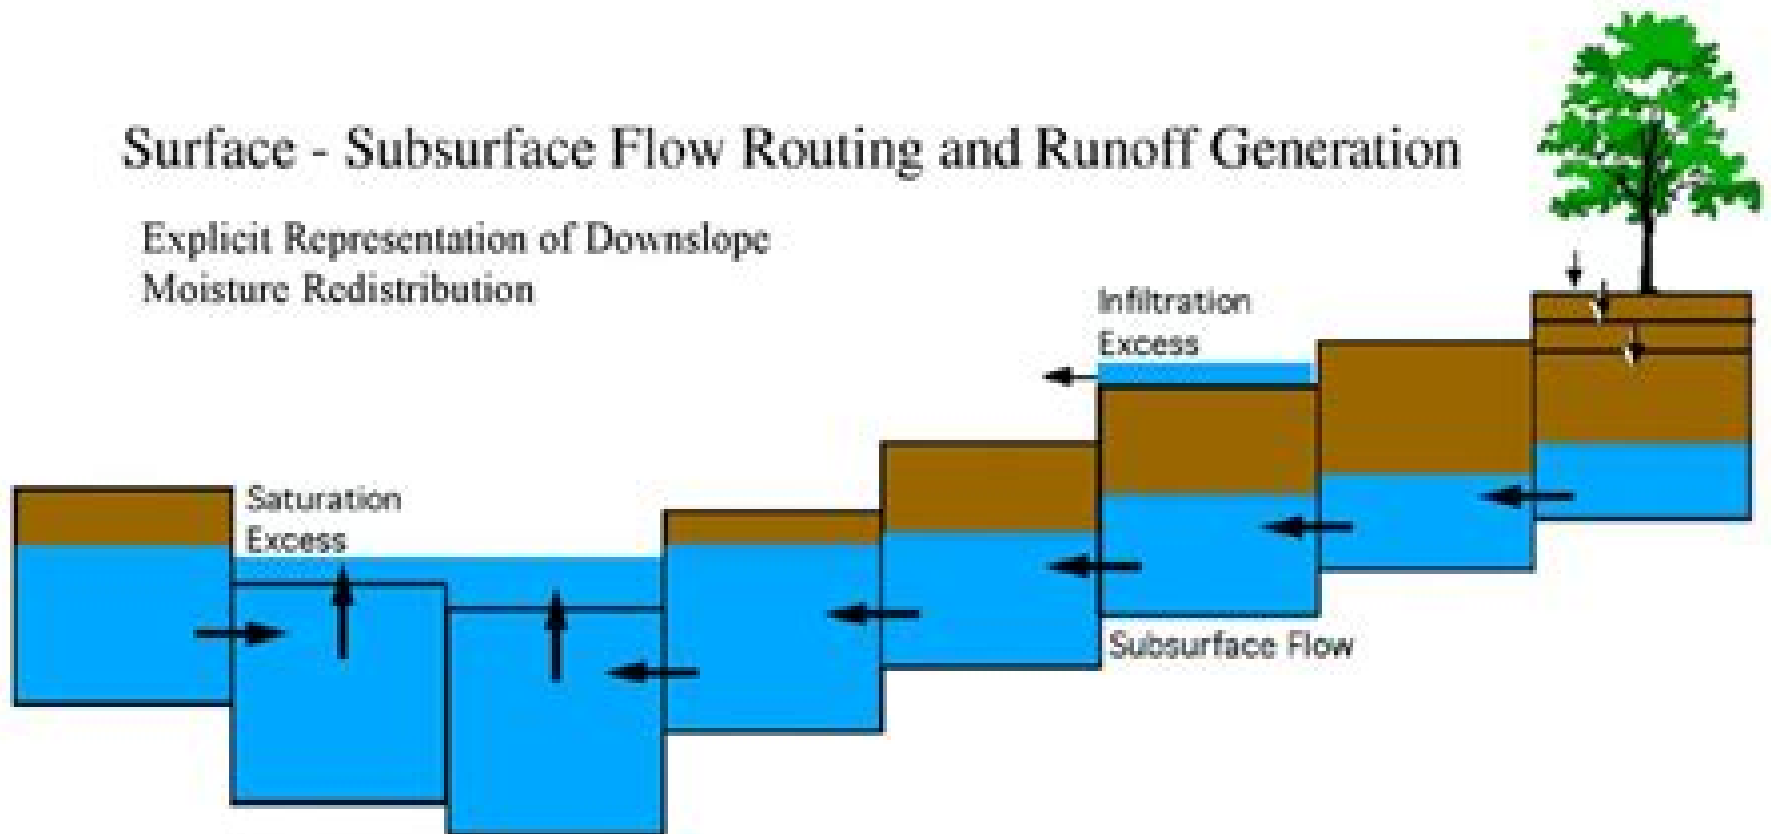 Surface - Subsurface Flow Routing and Runoff Generation
Explicit Representation of Downslope
Moisture Redistribution
Infiltration
Excess
Saturation
Excess
Subsurface Flow